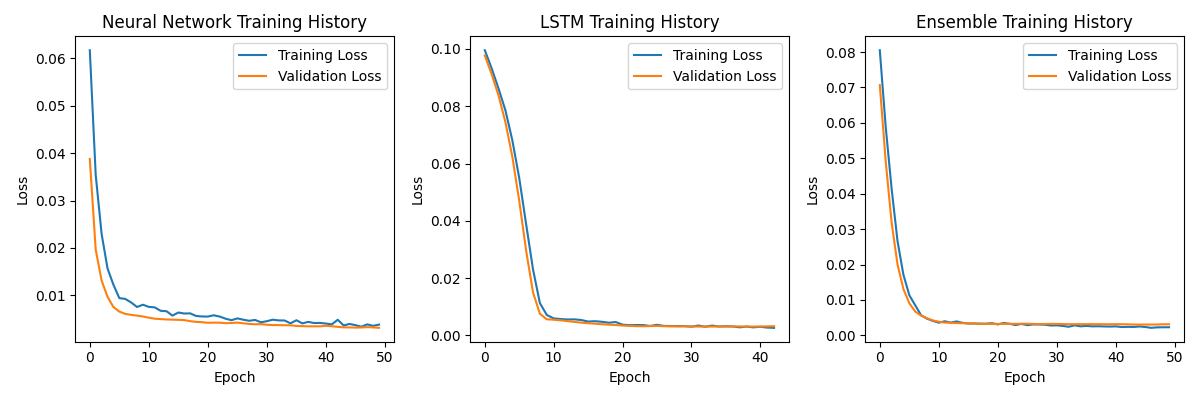 Neural Network Training History
Training Loss
Validation Loss
0.06
0.05
0.04
0.03
0.02
0.01
Loss
0 10 20 30 40 50
Epoch
LSTM Training History
Training Loss
Validation Loss
0.10
0.08
0.06
0.04
0.02
0.00
Loss
0 10 20 30 40
Epoch
Ensemble Training History
Training Loss
Validation Loss
0.08
0.07
0.06
0.05
0.04
0.03
0.02
0.01
0.00
Loss
0 10 20 30 40 50
Epoch